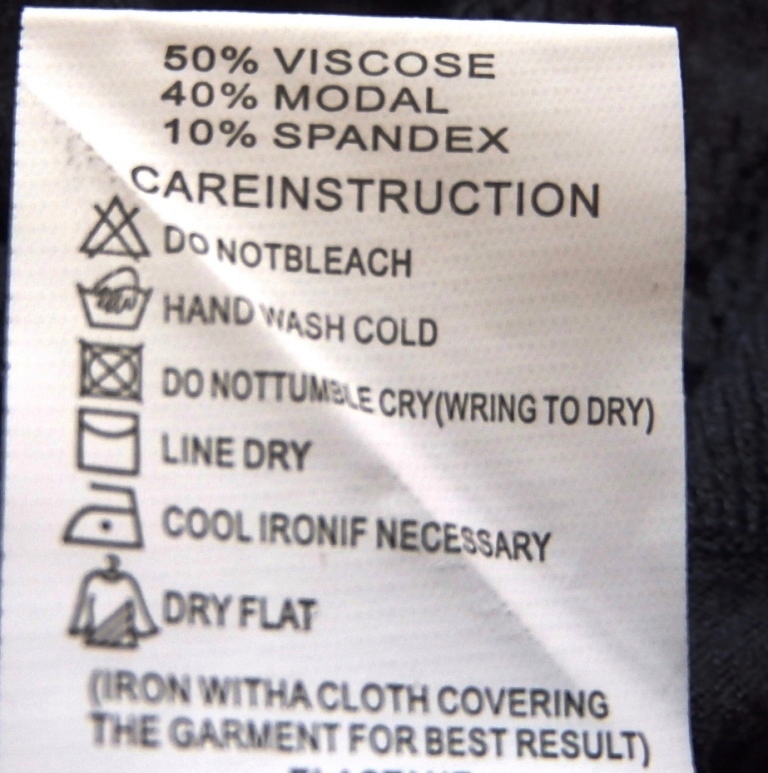 50% VISCOSE
40% MODAL
10% SPANDEX
CAREINSTRUCTION
DO NOTBLEACH
HAND WASH COLD
DO NOTTUMBLE CRY(WRING TO DRY)
LINE DRY
COOL IRONIF NECESSARY
DRY FLAT
(IRON WITHA CLOTH COVERING
THE GARMENT FOR BEST RESULT)